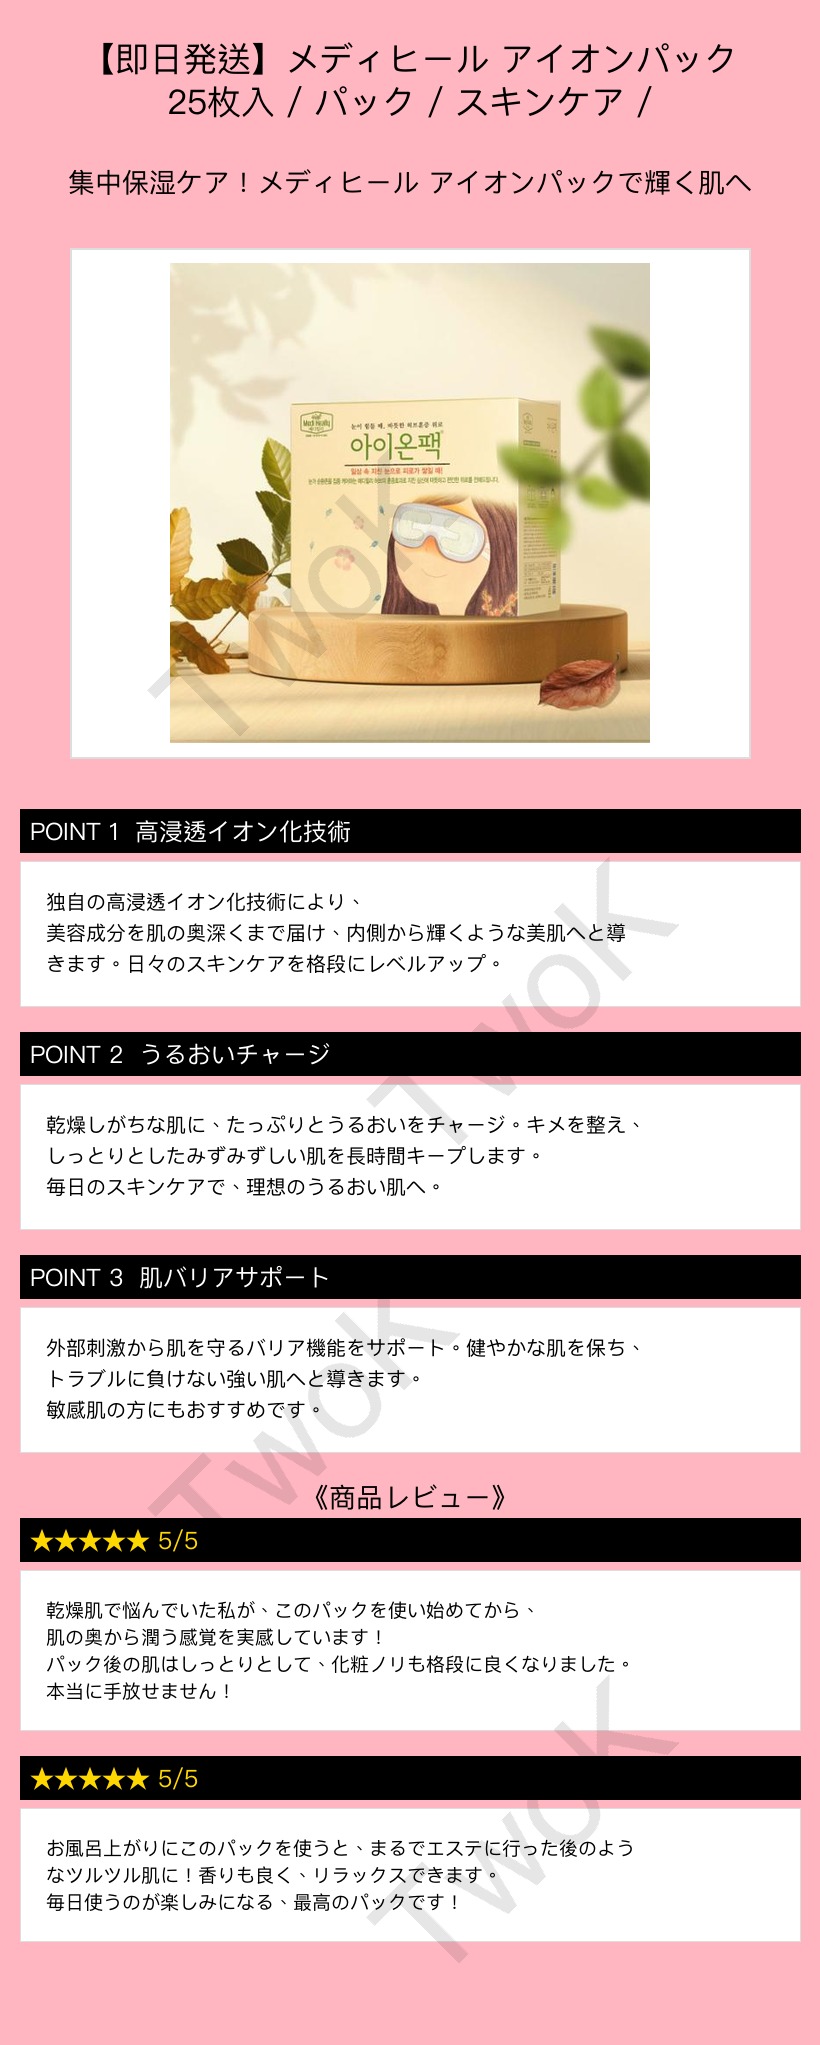 【即日発送】メディヒール アイオンパック
25枚入 / パック / スキンケア /
集中保湿ケア！メディヒール アイオンパックで輝く肌へ
Medi Heally
눈이 힘들 때, 따뜻한 허브훈증 위로
아이온팩
일상 속 지친 눈으로 피로가 쌓일 때!
TwoK
POINT 1 高浸透イオン化技術
独自の高浸透イオン化技術により、
美容成分を肌の奥深くまで届け、内側から輝くような美肌へと導
きます。日々のスキンケアを格段にレベルアップ。
TwoK
POINT 2 うるおいチャージ
乾燥しがちな肌に、たっぷりとうるおいをチャージ。キメを整え、
しっとりとしたみずみずしい肌を長時間キープします。
毎日のスキンケアで、理想のうるおい肌へ。
POINT 3 肌バリアサポート
外部刺激から肌を守るバリア機能をサポート。健やかな肌を保ち、
トラブルに負けない強い肌へと導きます。
敏感肌の方にもおすすめです。
TwoK
《商品レビュー》
★★★★★ 5/5
乾燥肌で悩んでいた私が、このパックを使い始めてから、
肌の奥から潤う感覚を実感しています！
パック後の肌はしっとりとして、化粧ノリも格段に良くなりました。
本当に手放せません！
★★★★★ 5/5
お風呂上がりにこのパックを使うと、まるでエステに行った後のよう
なツルツル肌に！香りも良く、リラックスできます。
毎日使うのが楽しみになる、最高のパックです！
TwoK